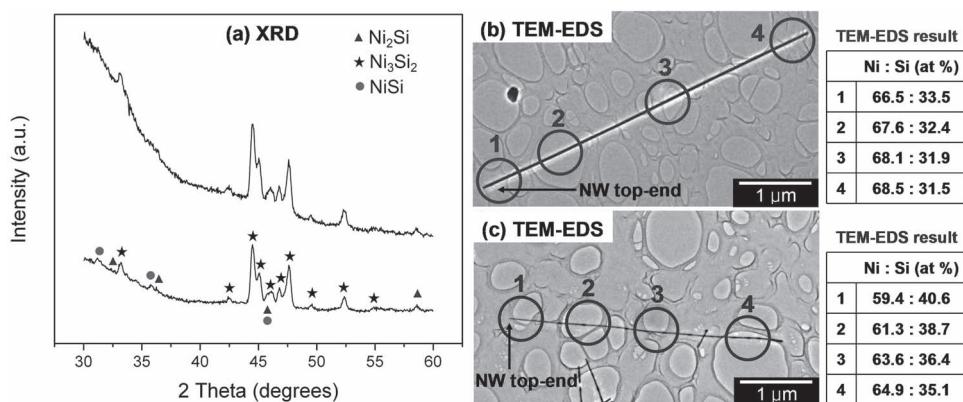 (a) XRD
▲ Ni₂Si
★ Ni₃Si₂
● NiSi
Intensity (a.u.)
30 35 40 45 50 55 60
2 Theta (degrees)
(b) TEM-EDS
1
2
3
4
NW top-end
1 µm
TEM-EDS result
Ni : Si (at %)
1 66.5 : 33.5
2 67.6 : 32.4
3 68.1 : 31.9
4 68.5 : 31.5
(c) TEM-EDS
1
2
3
4
NW top-end
1 µm
TEM-EDS result
Ni : Si (at %)
1 59.4 : 40.6
2 61.3 : 38.7
3 63.6 : 36.4
4 64.9 : 35.1